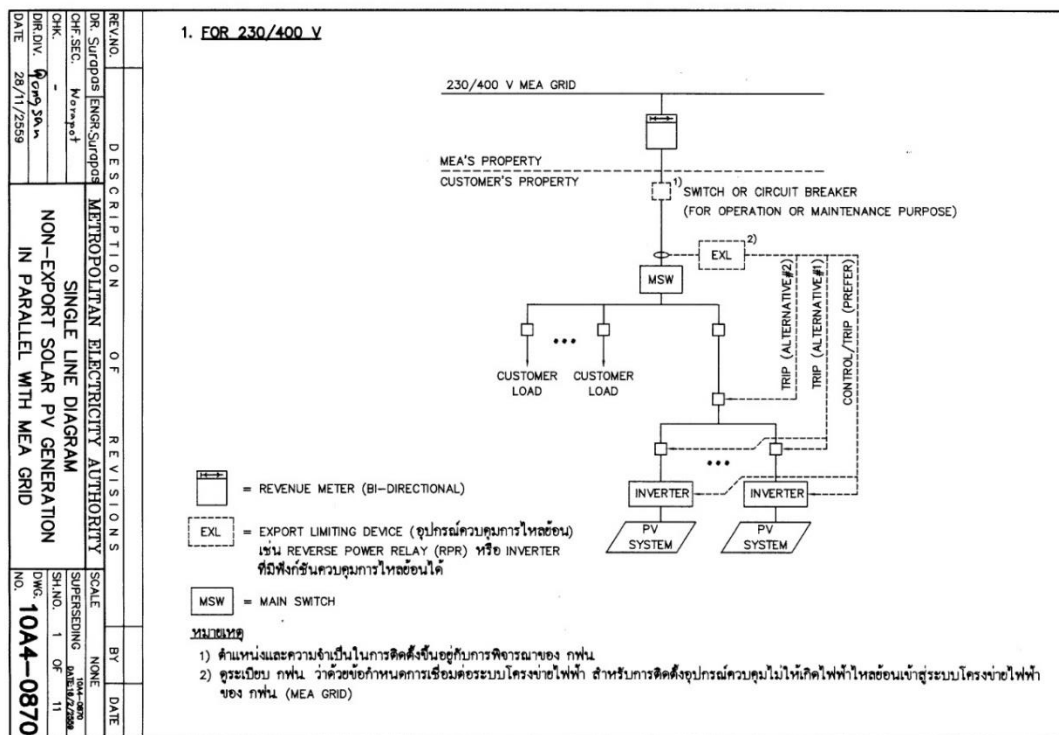 1. FOR 230/400 V
230/400 V MEA GRID
MEA'S PROPERTY
CUSTOMER'S PROPERTY
1)
SWITCH OR CIRCUIT BREAKER
(FOR OPERATION OR MAINTENANCE PURPOSE)
EXL
2)
MSW
TRIP (ALTERNATIVE#2)
TRIP (ALTERNATIVE#1)
CONTROL/TRIP (PREFER)
CUSTOMER LOAD
CUSTOMER LOAD
INVERTER
INVERTER
PV SYSTEM
PV SYSTEM
= REVENUE METER (BI-DIRECTIONAL)
EXL = EXPORT LIMITING DEVICE (อุปกรณ์ควบคุมการไหลย้อน)
เช่น REVERSE POWER RELAY (RPR) หรือ INVERTER
ที่มีฟังก์ชันควบคุมการไหลย้อนได้
MSW = MAIN SWITCH
หมายเหตุ
1) ตำแหน่งและความจำเป็นในการติดตั้งขึ้นอยู่กับการพิจารณาของ กฟน.
2) ดูระเบียบ กฟน. ว่าด้วยข้อกำหนดการเชื่อมต่อระบบโครงข่ายไฟฟ้า สำหรับการติดตั้งอุปกรณ์ควบคุมไม่ให้เกิดไฟฟ้าไหลย้อนเข้าสู่ระบบโครงข่ายไฟฟ้า
ของ กฟน. (MEA GRID)
REV.NO. DESCRIPTION OF REVISIONS BY DATE
DR. Surapas ENGR. Surapas
CHF.SEC. Worapot
CHK. -
DIR.DIV.
DATE 28/11/2559
METROPOLITAN ELECTRICITY AUTHORITY
SINGLE LINE DIAGRAM
NON-EXPORT SOLAR PV GENERATION
IN PARALLEL WITH MEA GRID
SCALE NONE
SUPERSEDING 10A4-0870
SH.NO. 1 OF 11
DWG. NO. 10A4-0870